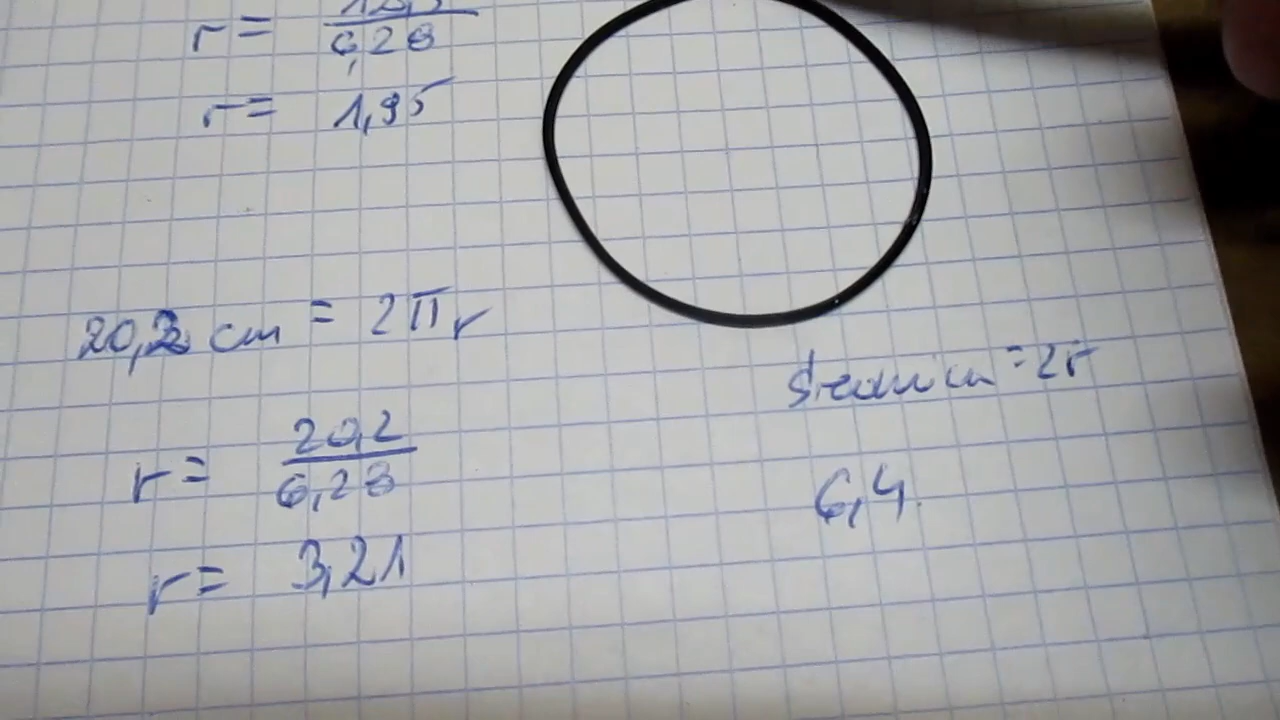 r =
6,28
r = 1,95
20,2 cm = 2πr
r = 20,2
6,28
r = 3,21
średnica = 2r
6,4